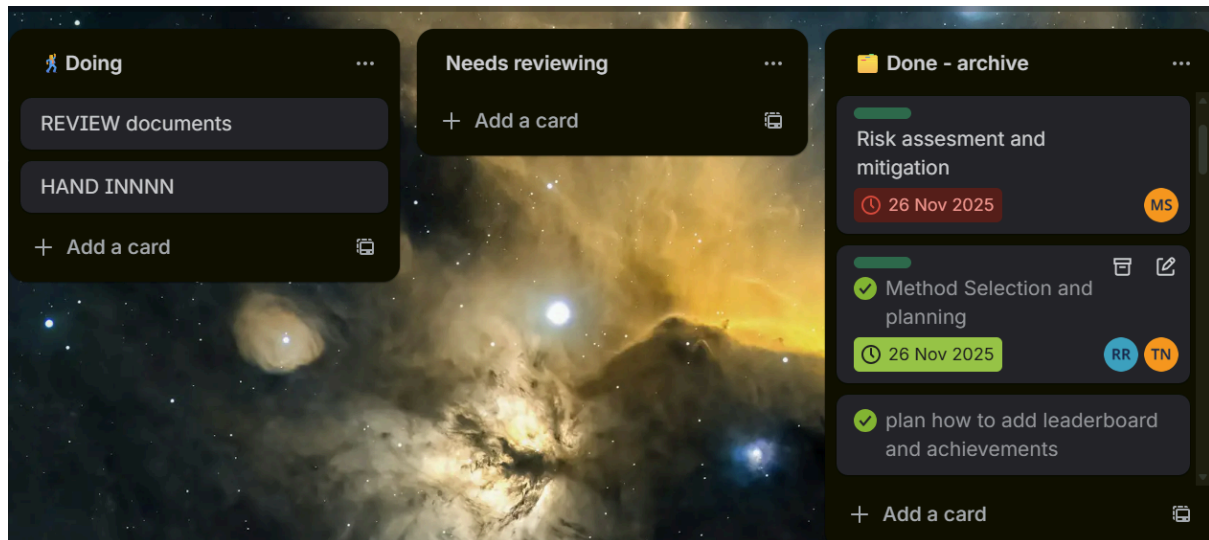 Doing
REVIEW documents
HAND INNNN
Add a card
Needs reviewing
Add a card
Done - archive
Risk assesment and
mitigation
26 Nov 2025
MS
Method Selection and
planning
26 Nov 2025
RR TN
plan how to add leaderboard
and achievements
Add a card